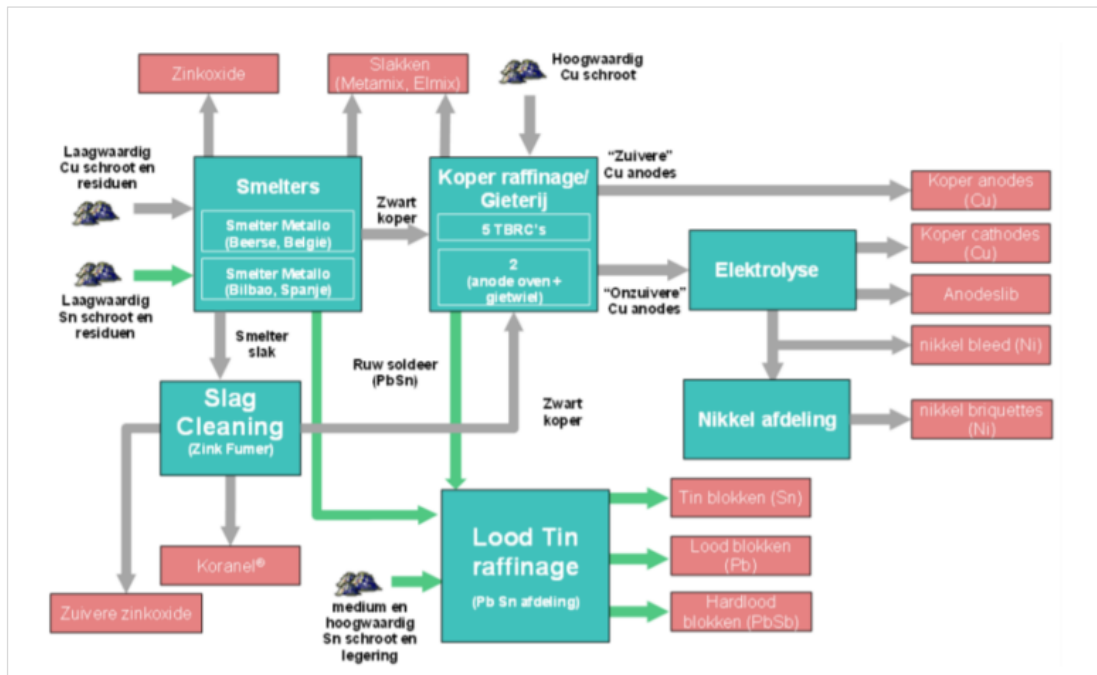 Zinkoxide
Slakken
(Metamix, Elmix)
Hoogwaardig
Cu schroot
Laagwaardig
Cu schroot en
residuen
Laagwaardig
Sn schroot en
residuen
Smelters
Smelter Metallo
(Beerse, Belgie)
Smelter Metallo
(Bilbao, Spanje)
Zwart
koper
Koper raffinage/
Gieterij
5 TBRC's
2
(anode oven +
gietwiel)
"Zuivere"
Cu anodes
"Onzuivere"
Cu anodes
Elektrolyse
Koper anodes
(Cu)
Koper cathodes
(Cu)
Anodeslib
nikkel bleed (Ni)
Nikkel afdeling
nikkel briquettes
(Ni)
Smelter
slak
Ruw soldeer
(PbSn)
Slag
Cleaning
(Zink Fumer)
Zwart
koper
Koranel®
Zuivere zinkoxide
medium en
hoogwaardig
Sn schroot en
legering
Lood Tin
raffinage
(Pb Sn afdeling)
Tin blokken (Sn)
Lood blokken
(Pb)
Hardlood
blokken (PbSb)